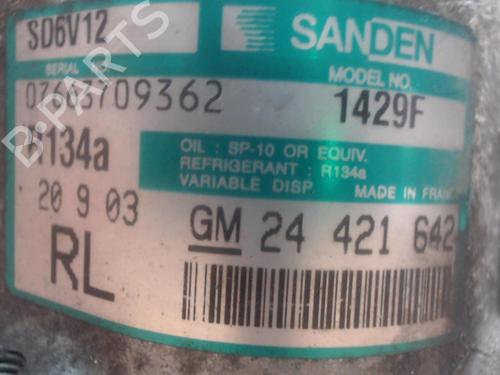 SD6V12
SANDEN
SERIAL
MODEL NO.
03603709362
1429F
R134a
OIL : SP-10 OR EQUIV.
REFRIGERANT : R134a
VARIABLE DISP.
MADE IN FRANCE
20 9 03
GM 24 421 642
RL
B-PARTS